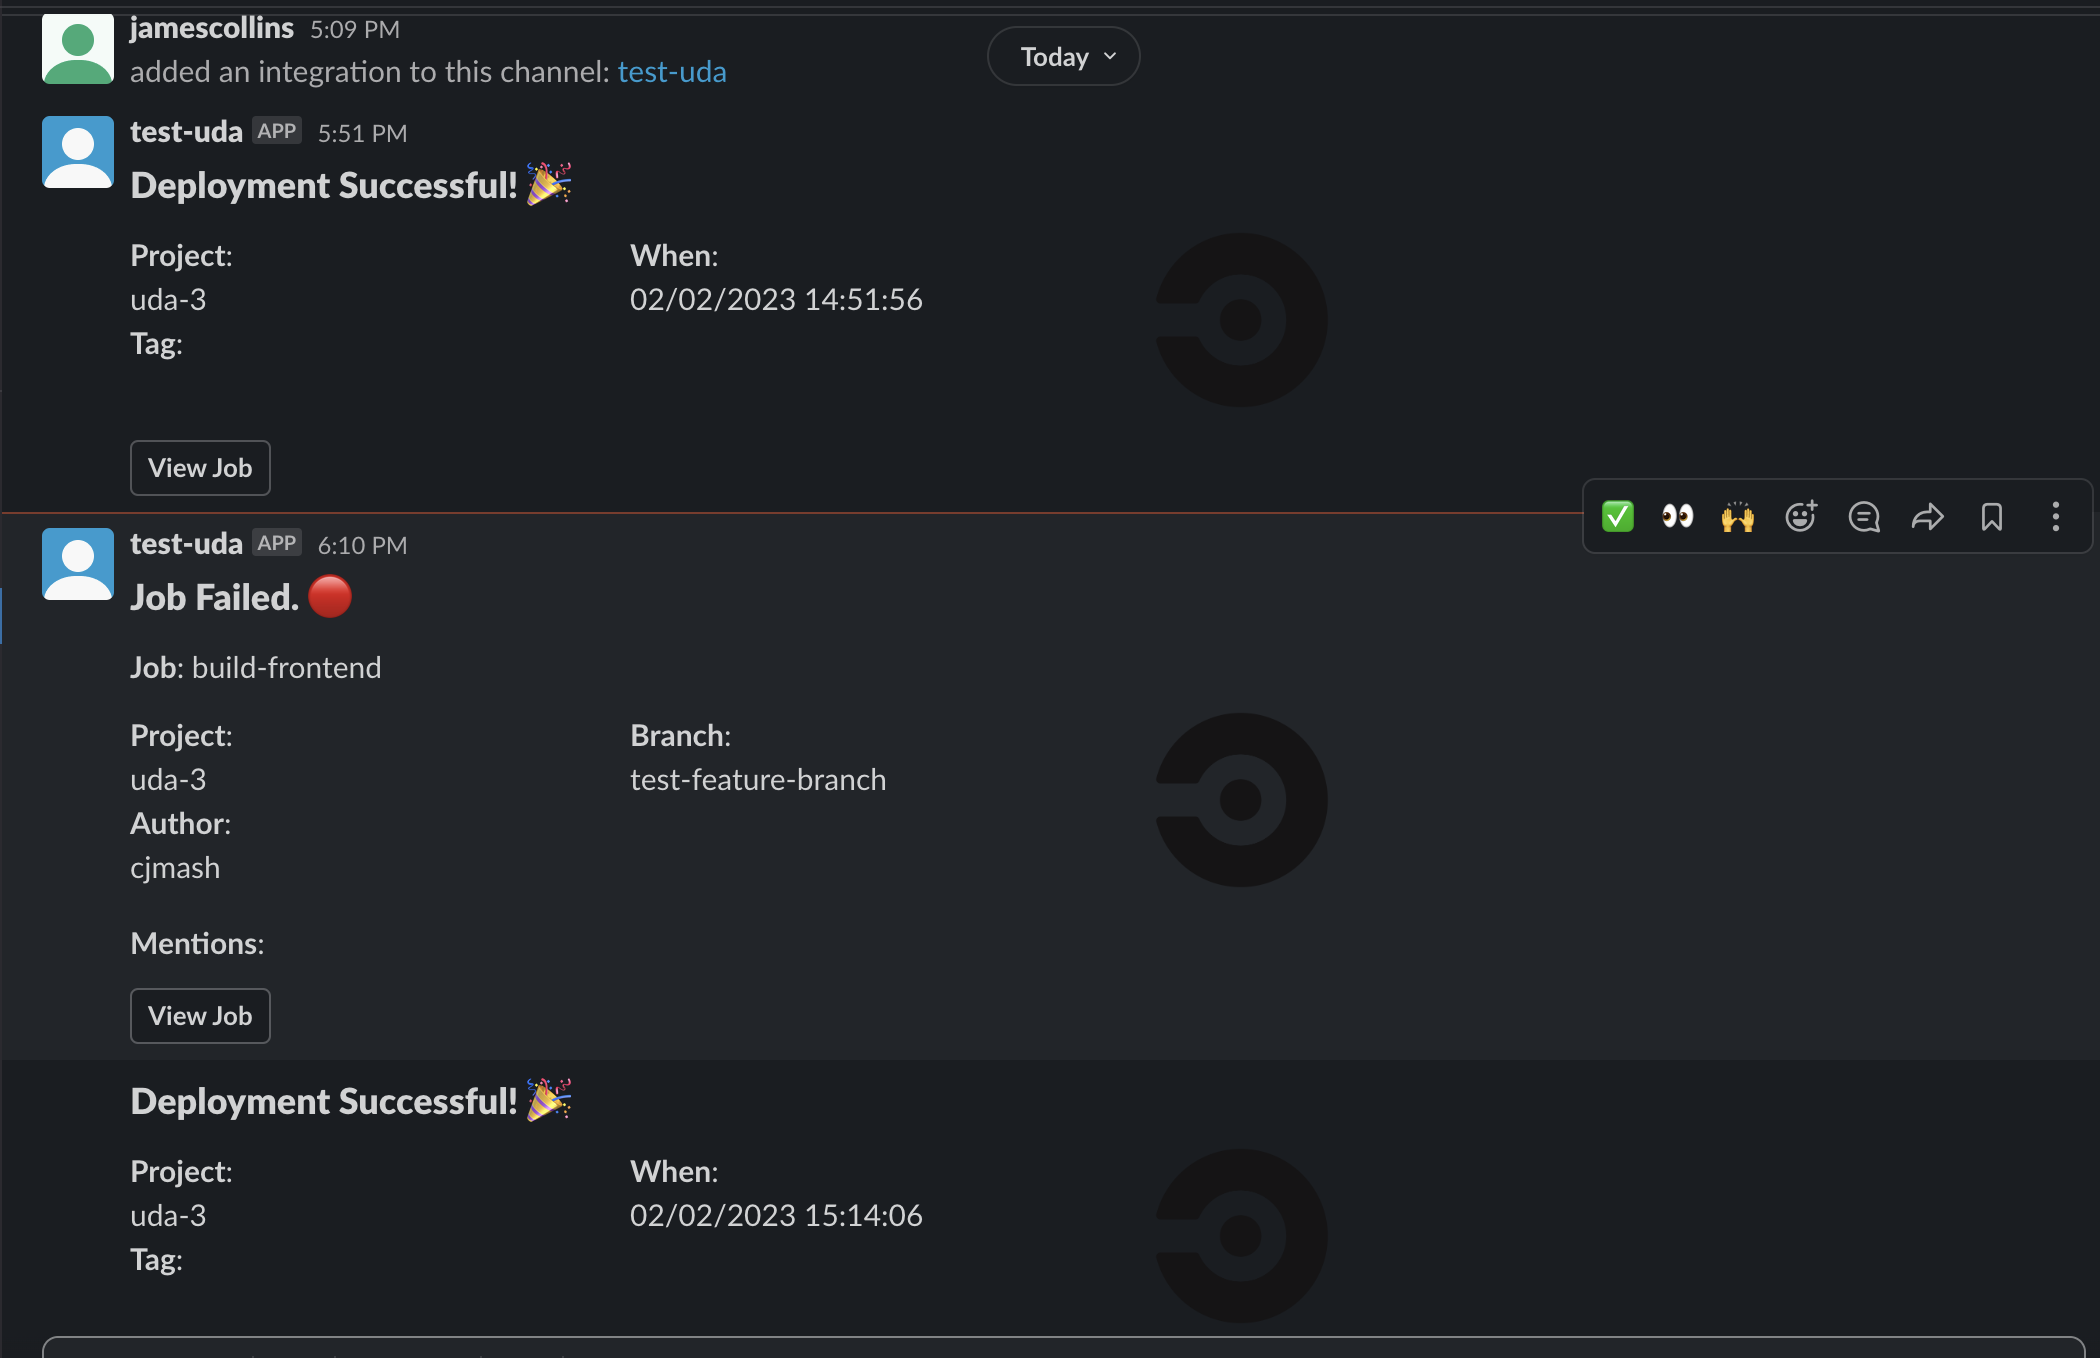 jamescollins 5:09 PM
Today
added an integration to this channel: test-uda
test-uda APP 5:51 PM
Deployment Successful! 🎉
Project: When:
uda-3 02/02/2023 14:51:56
Tag:
View Job
test-uda APP 6:10 PM
Job Failed. 🔴
Job: build-frontend
Project: Branch:
uda-3 test-feature-branch
Author:
cjmash
Mentions:
View Job
Deployment Successful! 🎉
Project: When:
uda-3 02/02/2023 15:14:06
Tag: